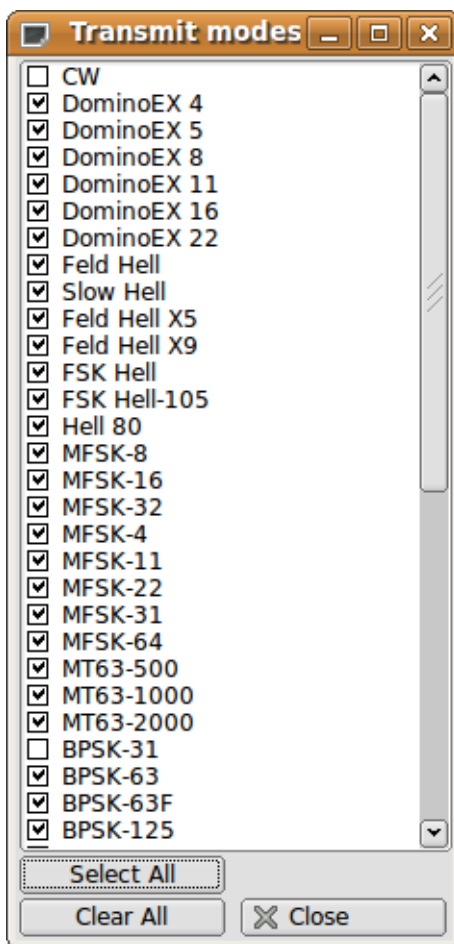 Transmit modes
CW
DominoEX 4
DominoEX 5
DominoEX 8
DominoEX 11
DominoEX 16
DominoEX 22
Feld Hell
Slow Hell
Feld Hell X5
Feld Hell X9
FSK Hell
FSK Hell-105
Hell 80
MFSK-8
MFSK-16
MFSK-32
MFSK-4
MFSK-11
MFSK-22
MFSK-31
MFSK-64
MT63-500
MT63-1000
MT63-2000
BPSK-31
BPSK-63
BPSK-63F
BPSK-125
Select All
Clear All Close